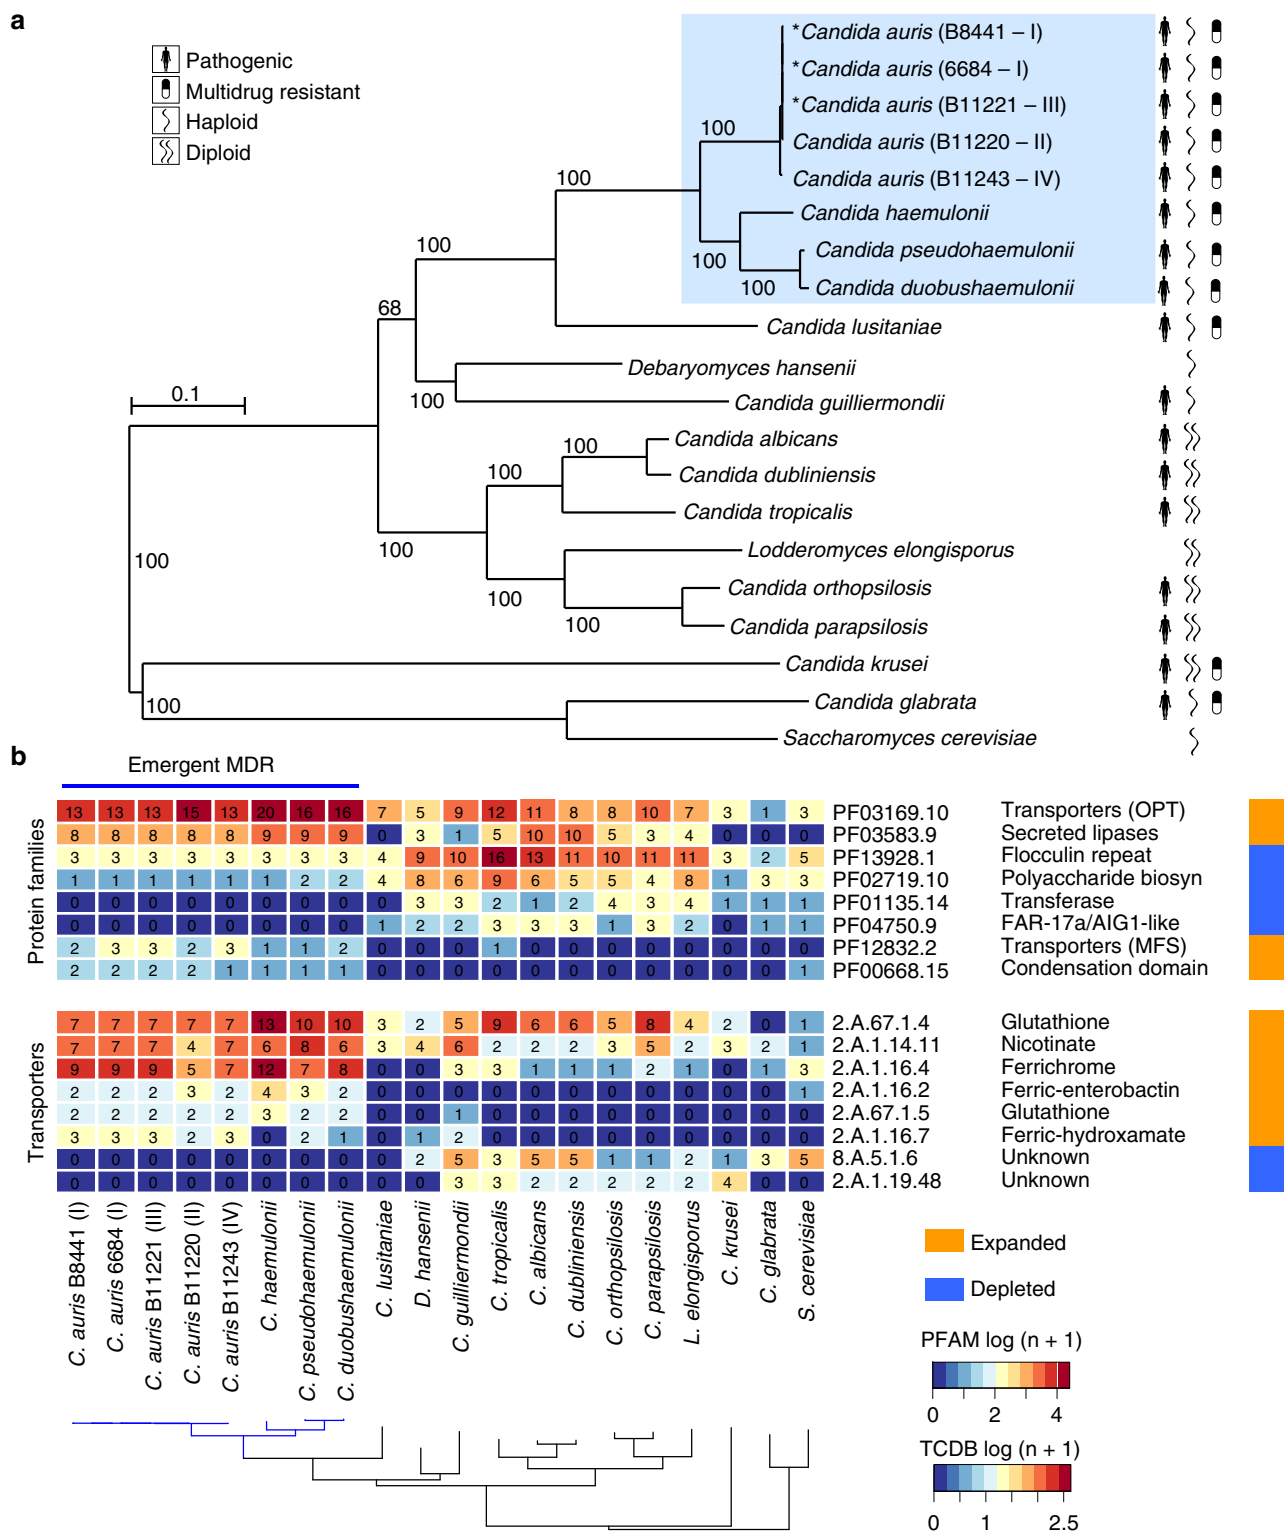 a
Pathogenic
Multidrug resistant
Haploid
Diploid
*Candida auris (B8441 – I)
*Candida auris (6684 – I)
*Candida auris (B11221 – III)
Candida auris (B11220 – II)
Candida auris (B11243 – IV)
Candida haemulonii
Candida pseudohaemulonii
Candida duobushaemulonii
Candida lusitaniae
Debaryomyces hansenii
Candida guilliermondii
Candida albicans
Candida dubliniensis
Candida tropicalis
Lodderomyces elongisporus
Candida orthopsilosis
Candida parapsilosis
Candida krusei
Candida glabrata
Saccharomyces cerevisiae
100
100
100
100
100
68
100
0.1
100
100
100
100
100
100
100
b
Emergent MDR
Protein families
13 13 13 15 13 20 16 16 7 5 9 12 11 8 8 10 7 3 1 3 PF03169.10 Transporters (OPT)
8 8 8 8 8 9 9 9 0 3 1 5 10 10 5 3 4 0 0 0 PF03583.9 Secreted lipases
3 3 3 3 3 3 3 3 4 9 10 16 13 11 10 11 11 3 2 5 PF13928.1 Flocculin repeat
1 1 1 1 1 1 2 2 4 8 6 9 6 5 5 4 8 1 3 3 PF02719.10 Polyaccharide biosyn
0 0 0 0 0 0 0 0 0 3 3 2 1 2 4 3 4 1 1 1 PF01135.14 Transferase
0 0 0 0 0 0 0 0 1 2 2 3 3 3 1 3 2 0 1 1 PF04750.9 FAR-17a/AIG1-like
2 3 3 2 3 1 1 2 0 0 0 1 0 0 0 0 0 0 0 0 PF12832.2 Transporters (MFS)
2 2 2 2 1 1 1 1 0 0 0 0 0 0 0 0 0 0 0 1 PF00668.15 Condensation domain
Transporters
7 7 7 7 7 13 10 10 3 2 5 9 6 6 5 8 4 2 0 1 2.A.67.1.4 Glutathione
7 7 7 4 7 6 8 6 3 4 6 2 2 2 3 5 2 3 2 1 2.A.1.14.11 Nicotinate
9 9 9 5 7 12 7 8 0 0 3 3 1 1 1 2 1 0 1 3 2.A.1.16.4 Ferrichrome
2 2 2 3 2 4 3 2 0 0 0 0 0 0 0 0 0 0 0 1 2.A.1.16.2 Ferric-enterobactin
2 2 2 2 2 3 2 2 0 0 1 0 0 0 0 0 0 0 0 0 2.A.67.1.5 Glutathione
3 3 3 2 3 0 2 1 0 1 2 0 0 0 0 0 0 0 0 0 2.A.1.16.7 Ferric-hydroxamate
0 0 0 0 0 0 0 0 0 2 5 3 5 5 1 1 2 1 3 5 8.A.5.1.6 Unknown
0 0 0 0 0 0 0 0 0 0 3 3 2 2 2 2 2 4 0 0 2.A.1.19.48 Unknown
C. auris B8441 (I)
C. auris 6684 (I)
C. auris B11221 (III)
C. auris B11220 (II)
C. auris B11243 (IV)
C. haemulonii
C. pseudohaemulonii
C. duobushaemulonii
C. lusitaniae
D. hansenii
C. guilliermondii
C. tropicalis
C. albicans
C. dubliniensis
C. orthopsilosis
C. parapsilosis
L. elongisporus
C. krusei
C. glabrata
S. cerevisiae
Expanded
Depleted
PFAM log (n + 1)
0 2 4
TCDB log (n + 1)
0 1 2.5